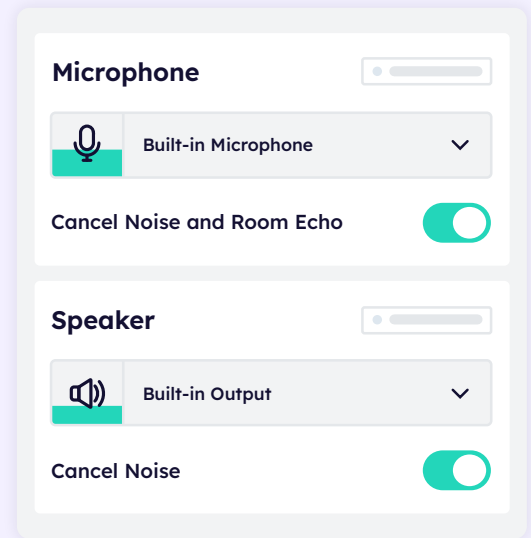 Microphone
Built-in Microphone
Cancel Noise and Room Echo
Speaker
Built-in Output
Cancel Noise